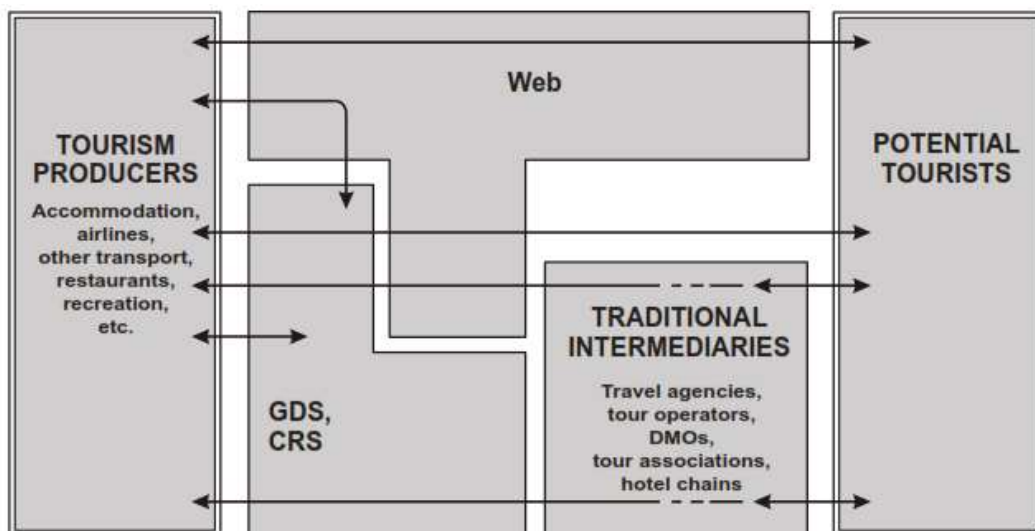 Web
TOURISM
PRODUCERS
Accommodation,
airlines,
other transport,
restaurants,
recreation,
etc.
POTENTIAL
TOURISTS
GDS,
CRS
TRADITIONAL
INTERMEDIARIES
Travel agencies,
tour operators,
DMOs,
tour associations,
hotel chains